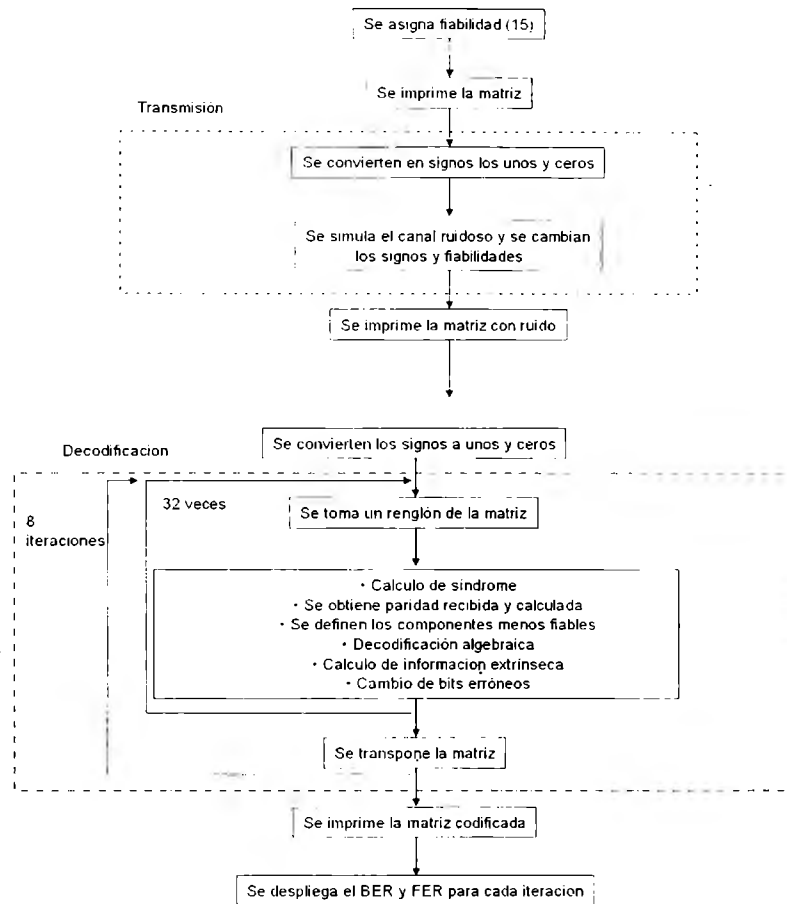 Se asigna fiabilidad (15)
Se imprime la matriz
Transmisión
Se convierten en signos los unos y ceros
Se simula el canal ruidoso y se cambian
los signos y fiabilidades
Se imprime la matriz con ruido
Decodificacion
Se convierten los signos a unos y ceros
32 veces
8
iteraciones
Se toma un renglón de la matriz
· Calculo de síndrome
· Se obtiene paridad recibida y calculada
· Se definen los componentes menos fiables
· Decodificación algebraica
· Calculo de informacion extrínseca
· Cambio de bits erróneos
Se transpone la matriz
Se imprime la matriz codificada
Se despliega el BER y FER para cada iteracion